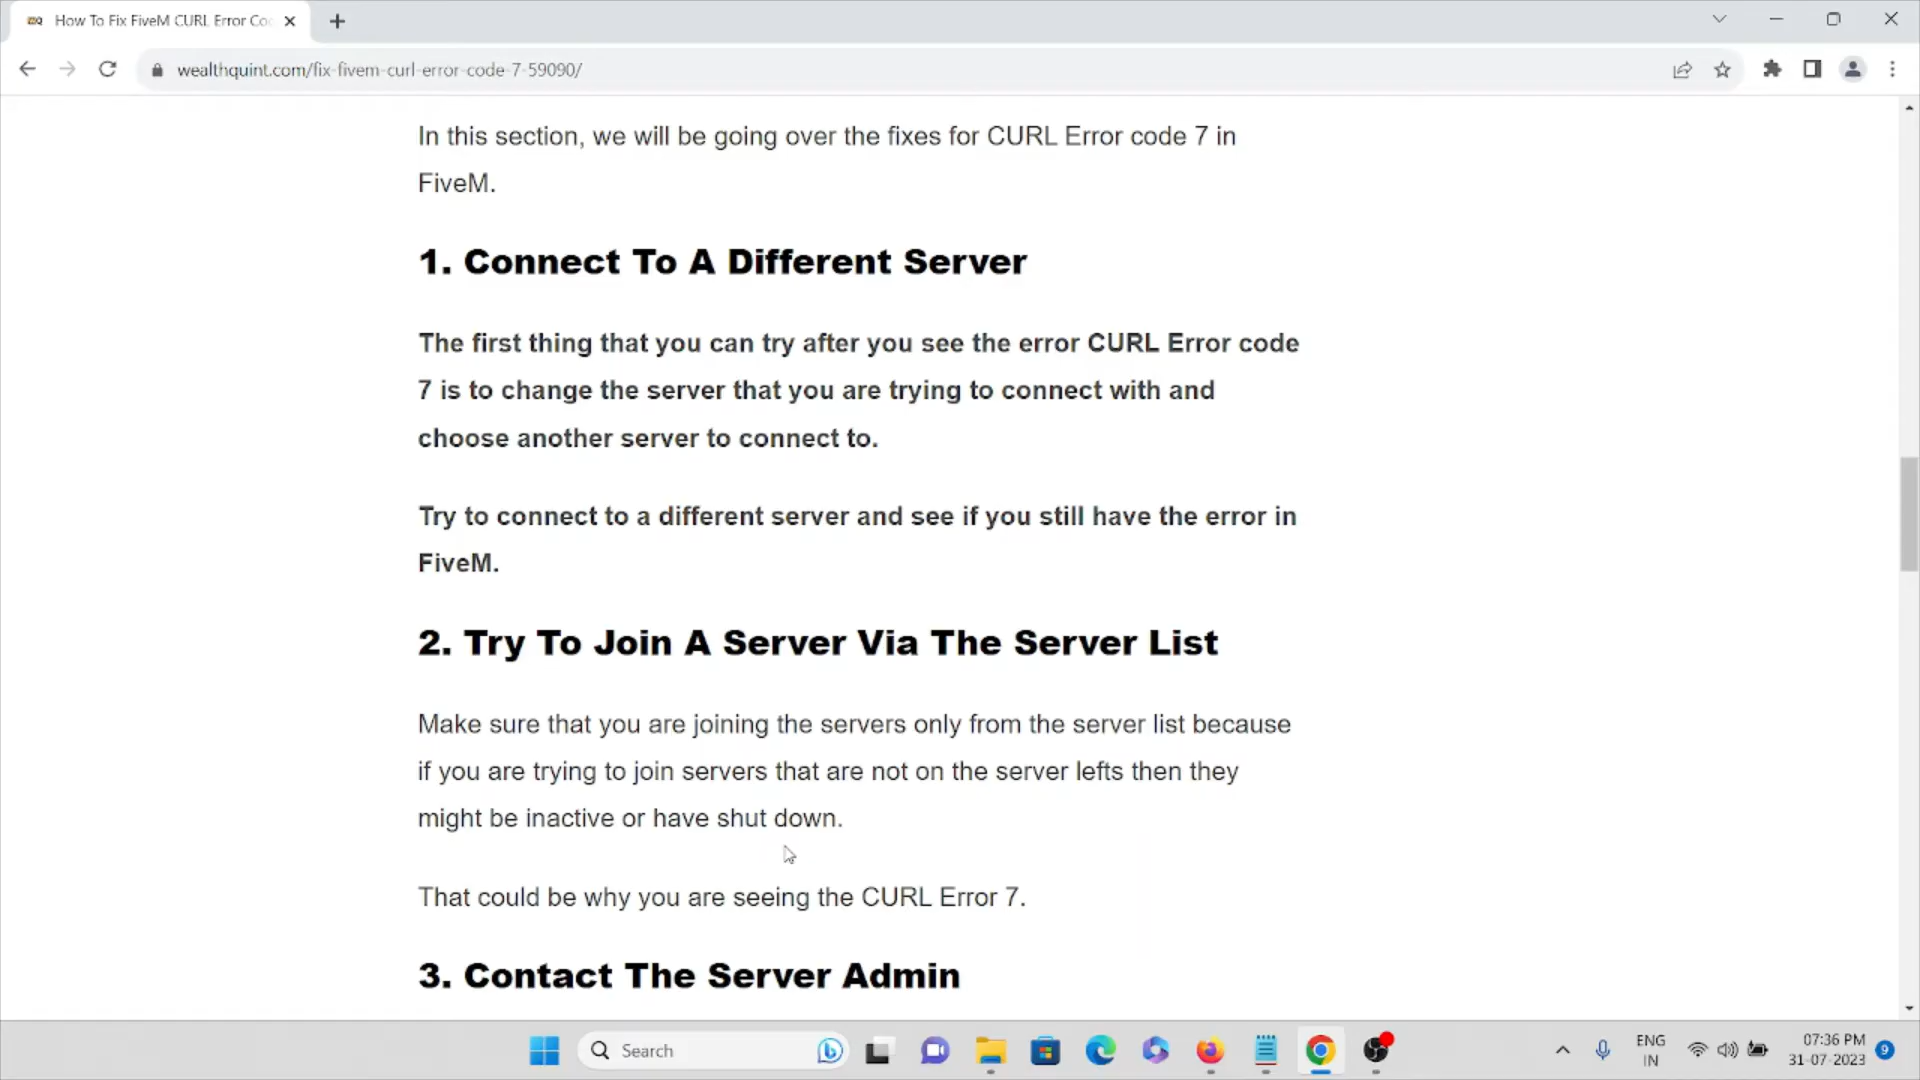 How To Fix FiveM CURL Error Co
wealthquint.com/fix-fivem-curl-error-code-7-59090/
In this section, we will be going over the fixes for CURL Error code 7 in
FiveM.
1. Connect To A Different Server
The first thing that you can try after you see the error CURL Error code
7 is to change the server that you are trying to connect with and
choose another server to connect to.
Try to connect to a different server and see if you still have the error in
FiveM.
2. Try To Join A Server Via The Server List
Make sure that you are joining the servers only from the server list because
if you are trying to join servers that are not on the server lefts then they
might be inactive or have shut down.
That could be why you are seeing the CURL Error 7.
3. Contact The Server Admin
Search
ENG
IN
07:36 PM
31-07-2023
9